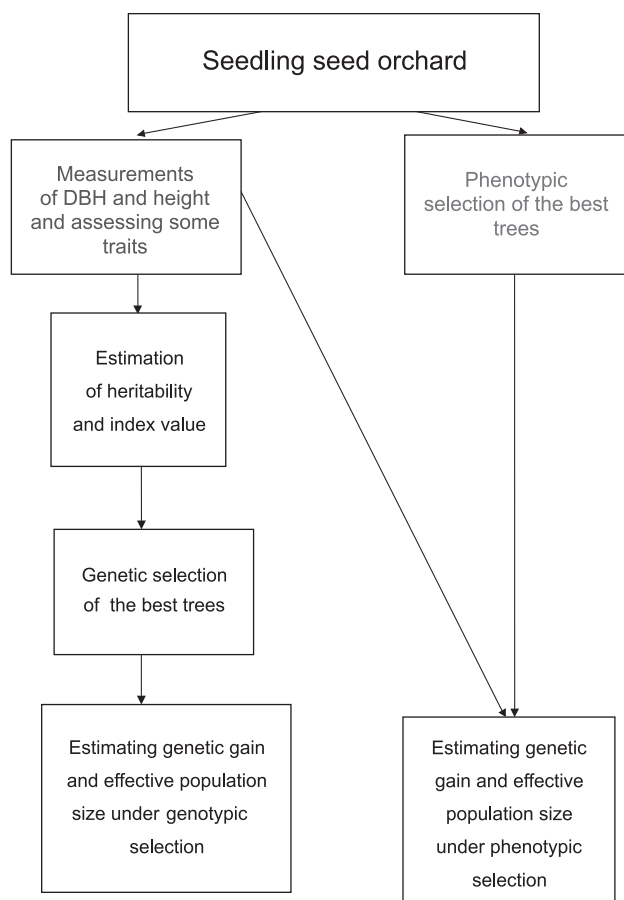 Seedling seed orchard
Measurements
of DBH and height
and assessing some
traits
Phenotypic
selection of the best
trees
Estimation
of heritability
and index value
Genetic selection
of the best trees
Estimating genetic gain
and effective population
size under genotypic
selection
Estimating genetic
gain and effective
population size
under phenotypic
selection